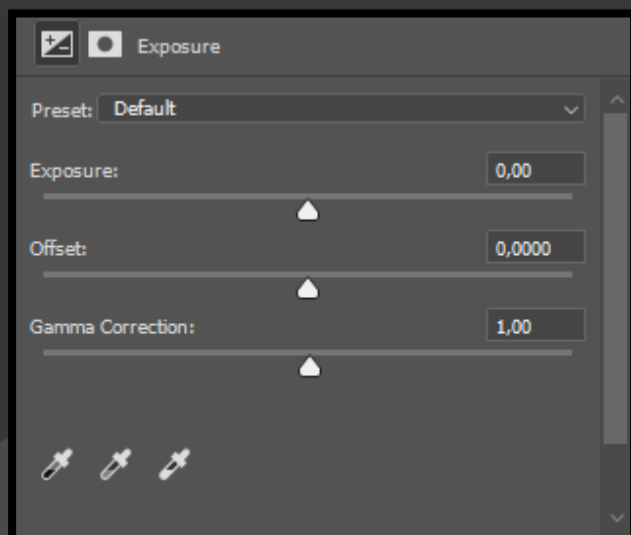 Exposure
Preset: Default
Exposure: 0,00
Offset: 0,0000
Gamma Correction: 1,00